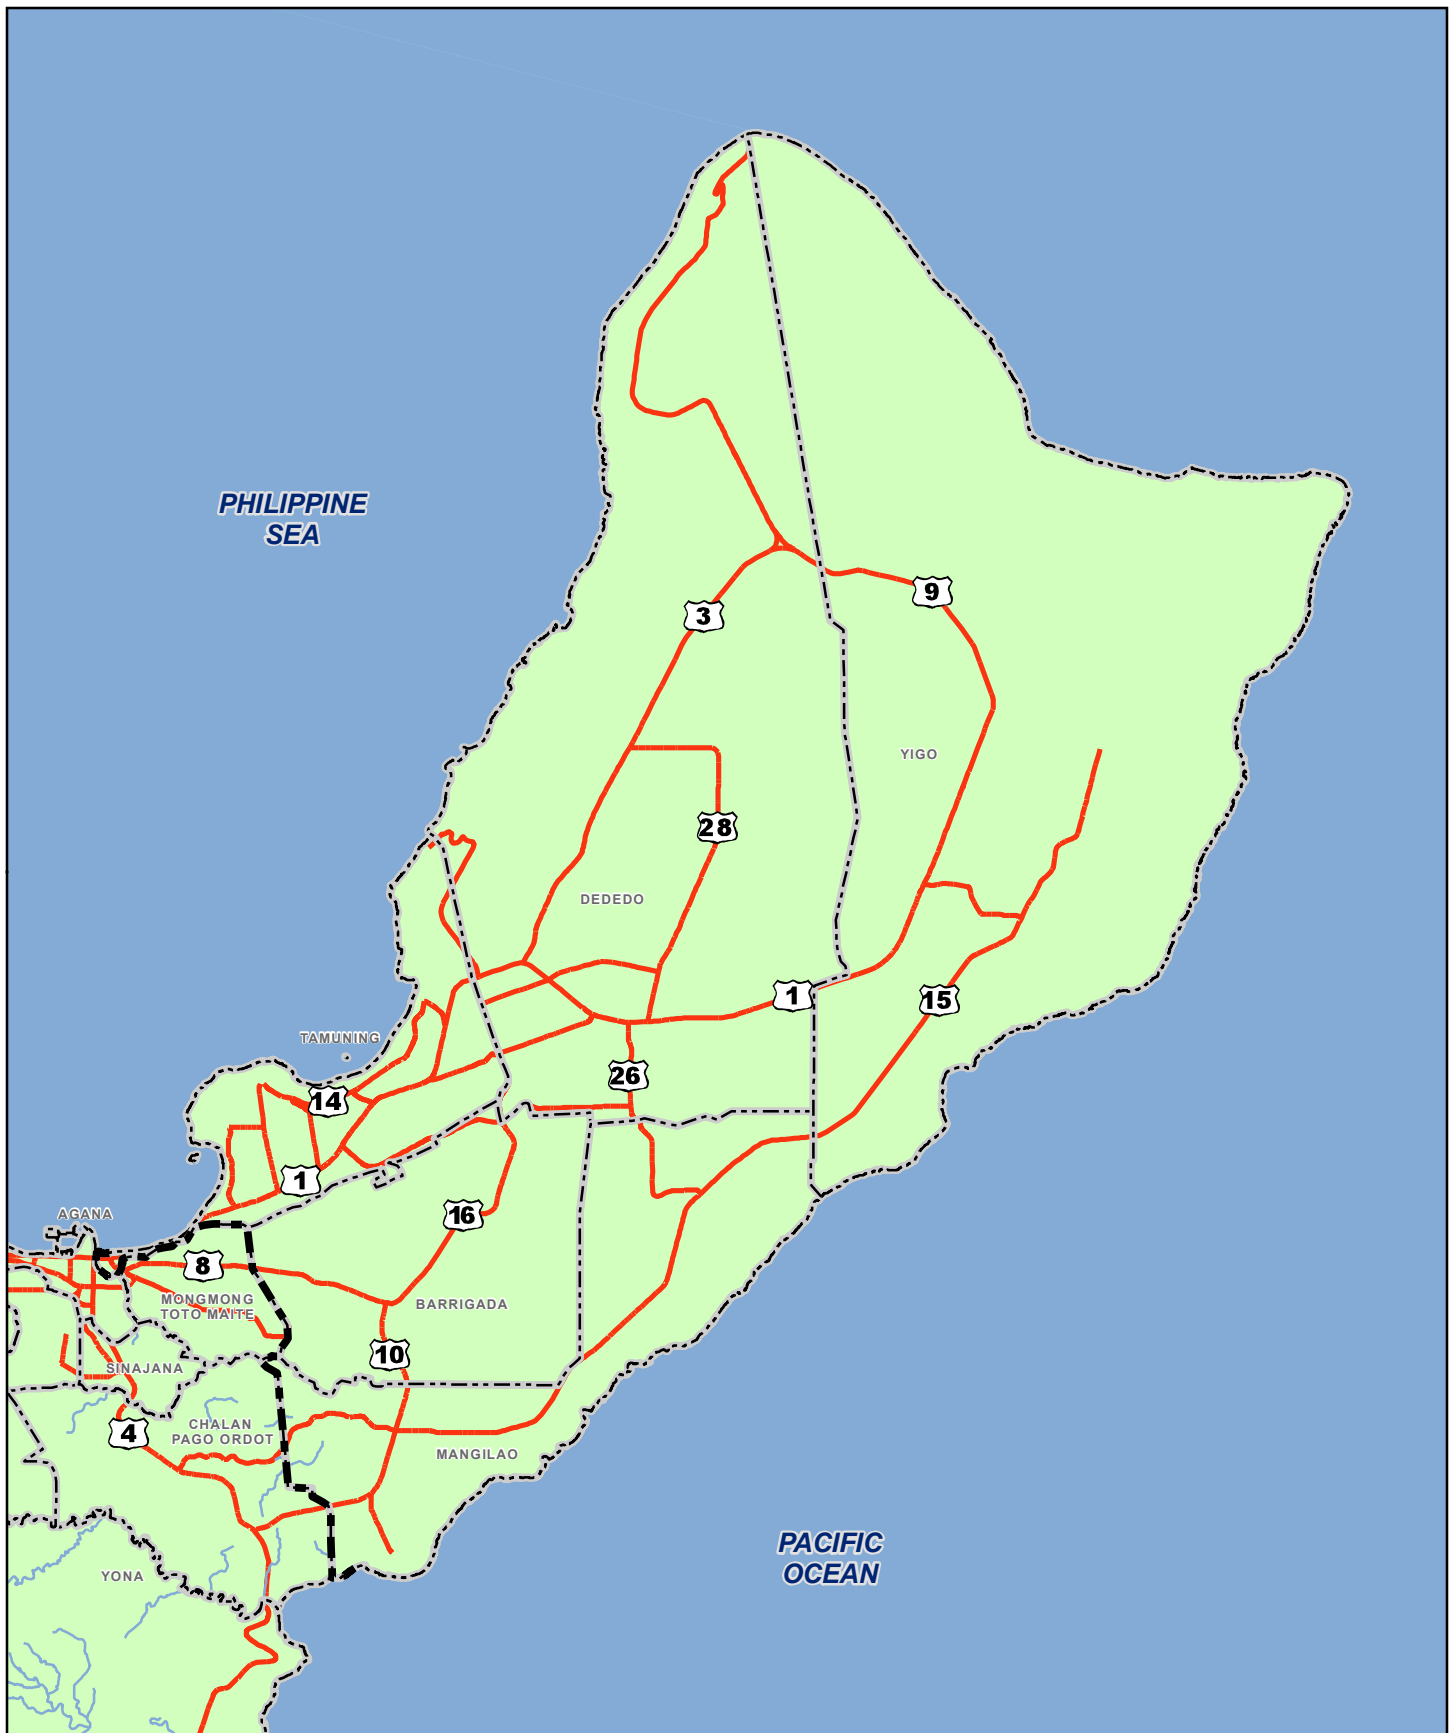 PHILIPPINE
SEA
9
3
YIGO
28
DEDEDO
1
15
TAMUNING
26
14
1
AGANA
16
8
MONGMONG
TOTO MAITE
BARRIGADA
10
SINAJANA
CHALAN
PAGO ORDOT
4
MANGILAO
PACIFIC
OCEAN
YONA